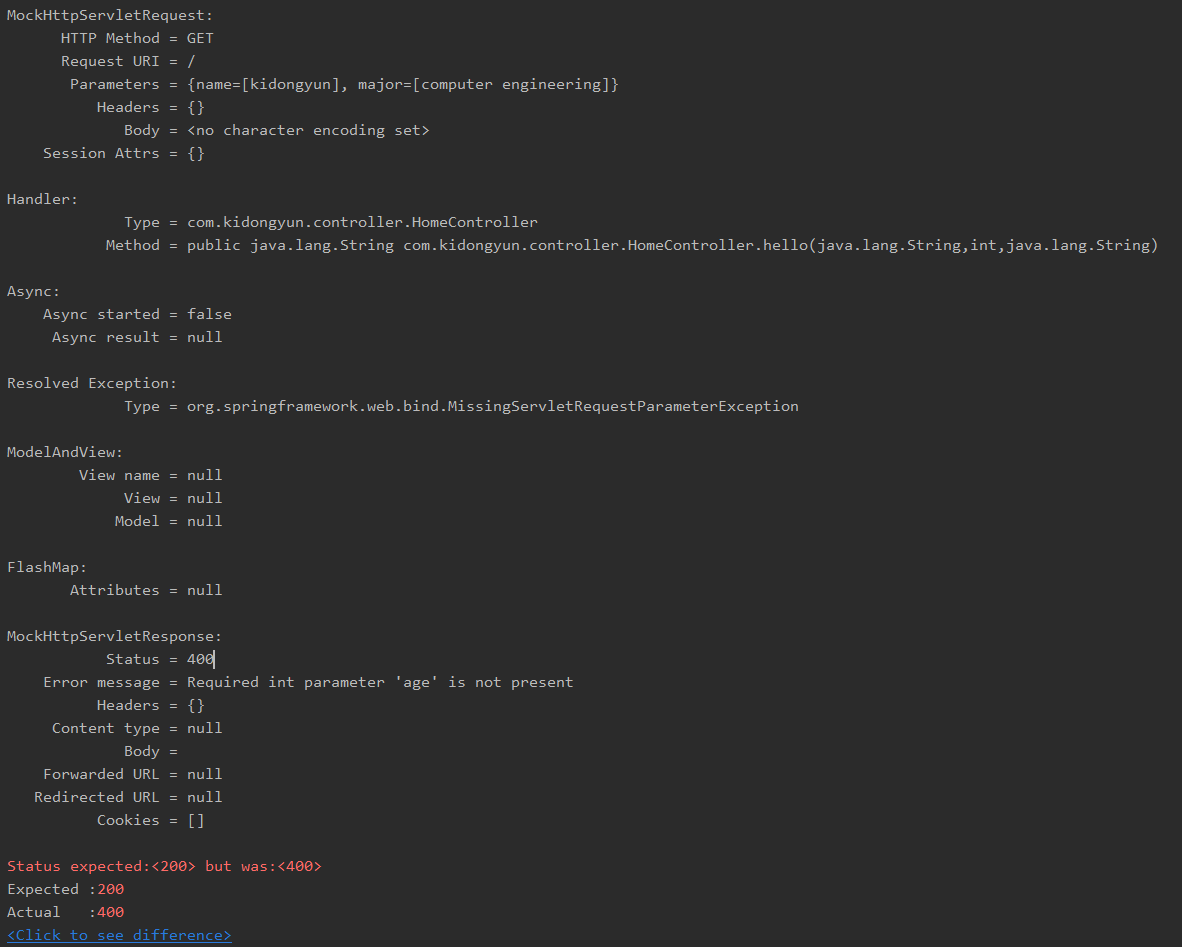 MockHttpServletRequest:
HTTP Method = GET
Request URI = /
Parameters = {name=[kidongyun], major=[computer engineering]}
Headers = {}
Body = <no character encoding set>
Session Attrs = {}
Handler:
Type = com.kidongyun.controller.HomeController
Method = public java.lang.String com.kidongyun.controller.HomeController.hello(java.lang.String,int,java.lang.String)
Async:
Async started = false
Async result = null
Resolved Exception:
Type = org.springframework.web.bind.MissingServletRequestParameterException
ModelAndView:
View name = null
View = null
Model = null
FlashMap:
Attributes = null
MockHttpServletResponse:
Status = 400
Error message = Required int parameter 'age' is not present
Headers = {}
Content type = null
Body =
Forwarded URL = null
Redirected URL = null
Cookies = []
Status expected:<200> but was:<400>
Expected :200
Actual   :400
<Click to see difference>